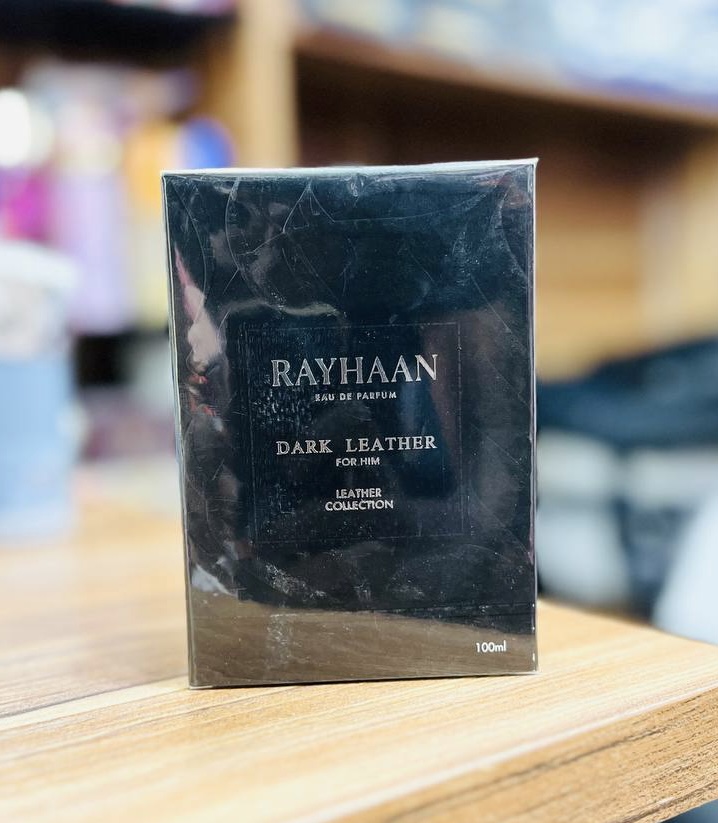 RAYHAAN
EAU DE PARFUM
DARK LEATHER
FOR HIM
LEATHER
COLLECTION
100ml